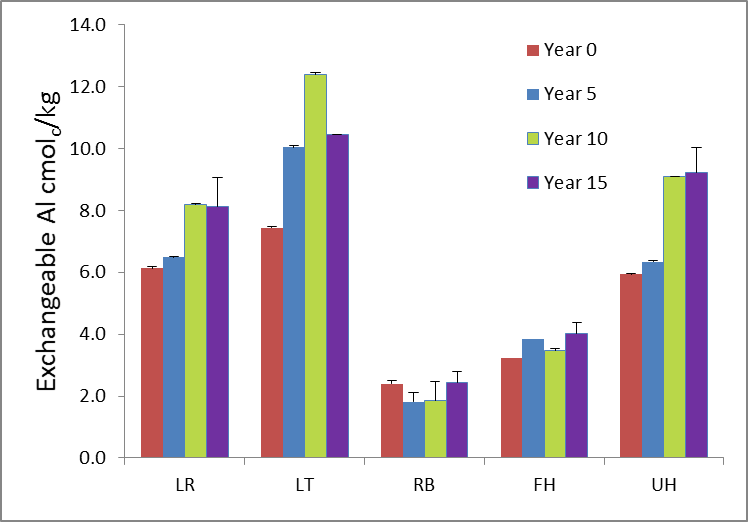 14.0
12.0
10.0
8.0
6.0
4.0
2.0
0.0
Exchangeable Al cmolc/kg
Year 0
Year 5
Year 10
Year 15
LR LT RB FH UH